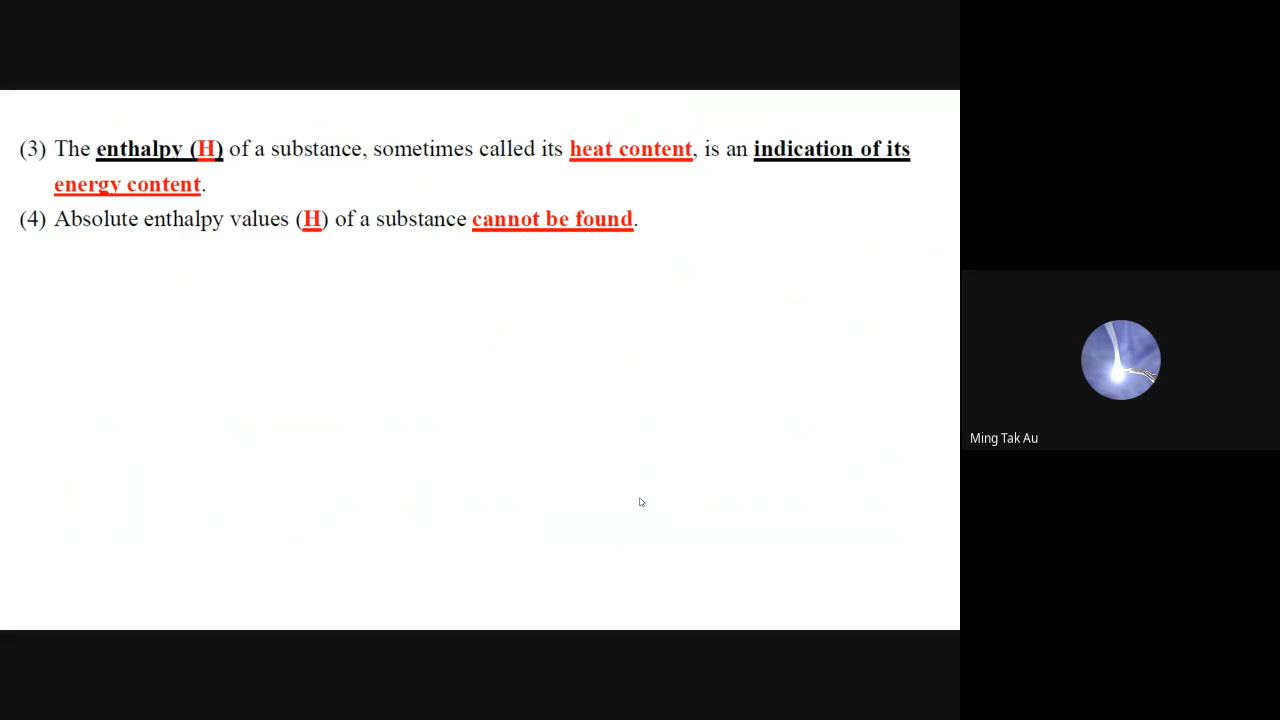 (3) The enthalpy (H) of a substance, sometimes called its heat content, is an indication of its
energy content.
(4) Absolute enthalpy values (H) of a substance cannot be found.
Ming Tak Au